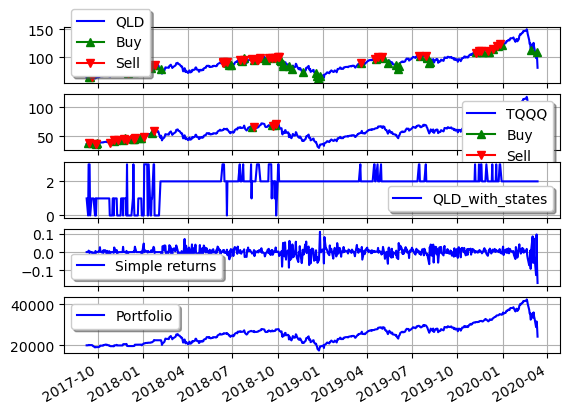 QLD
Buy
Sell
150
100
TQQQ
Buy
Sell
100
50
QLD_with_states
2
0
Simple returns
0.1
0.0
−0.1
Portfolio
40000
20000
2017-10
2018-01
2018-04
2018-07
2018-10
2019-01
2019-04
2019-07
2019-10
2020-01
2020-04